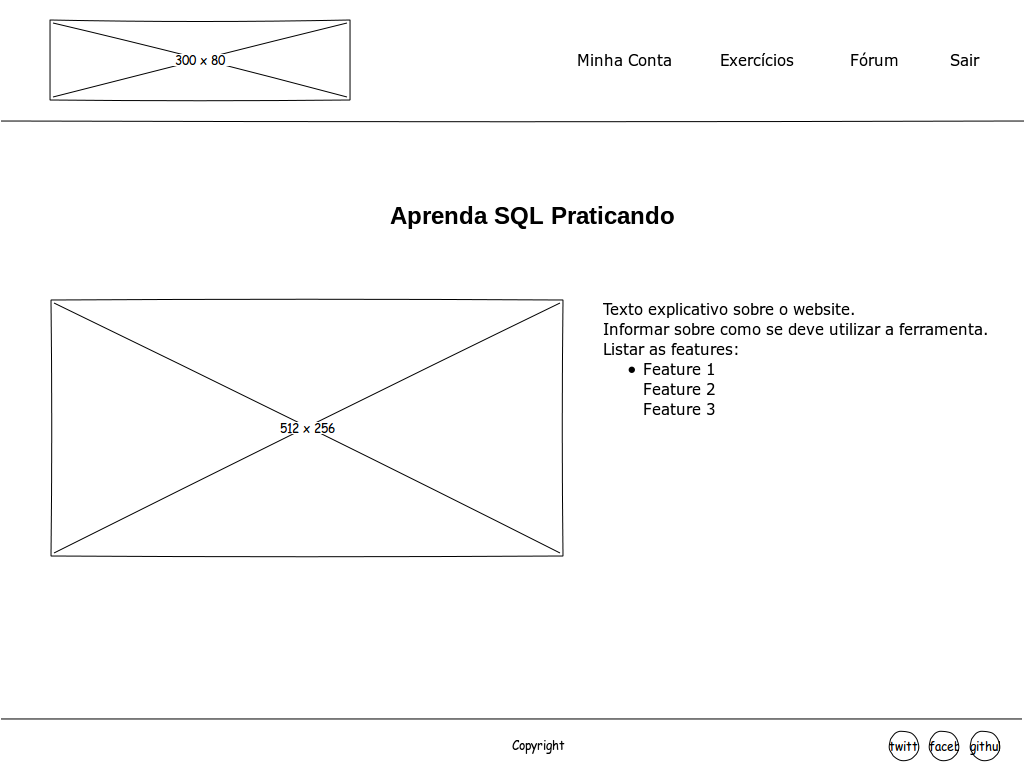 300 x 80
Minha Conta Exercícios Fórum Sair
Aprenda SQL Praticando
512 x 256
Texto explicativo sobre o website.
Informar sobre como se deve utilizar a ferramenta.
Listar as features:
• Feature 1
Feature 2
Feature 3
Copyright twitt faceb githu